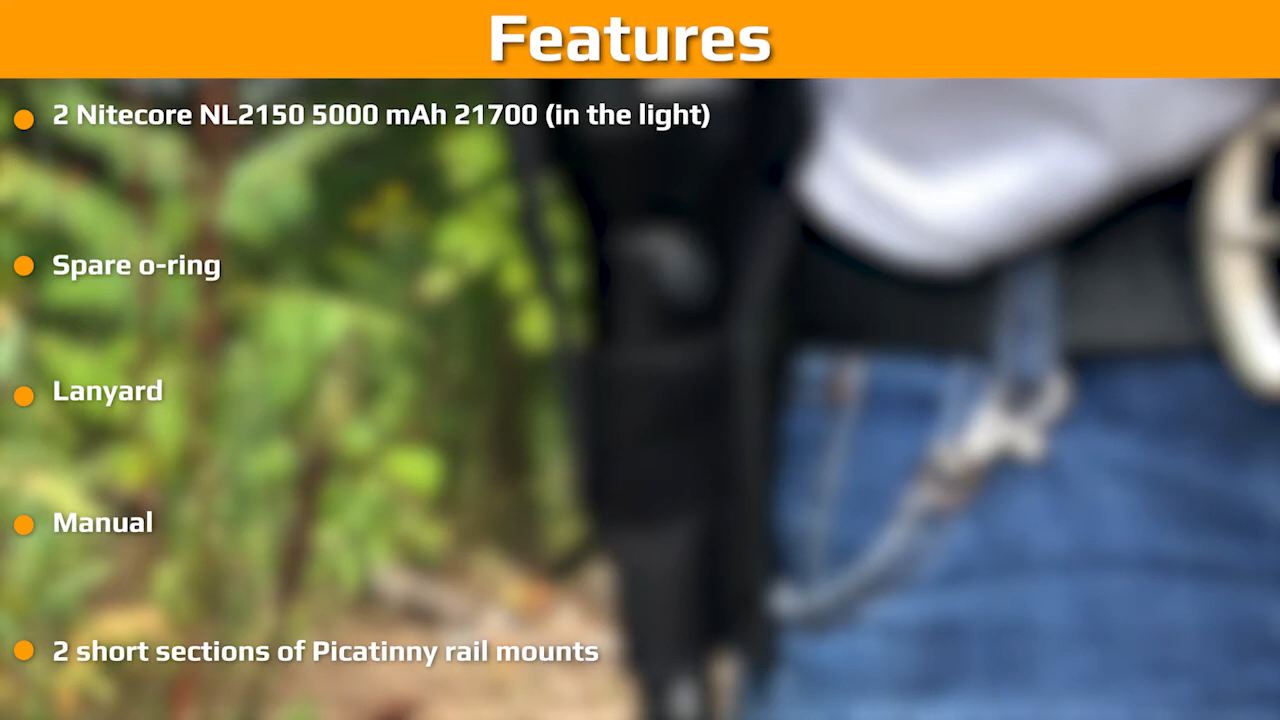 Features
2 Nitecore NL2150 5000 mAh 21700 (in the light)
Spare o-ring
Lanyard
Manual
2 short sections of Picatinny rail mounts